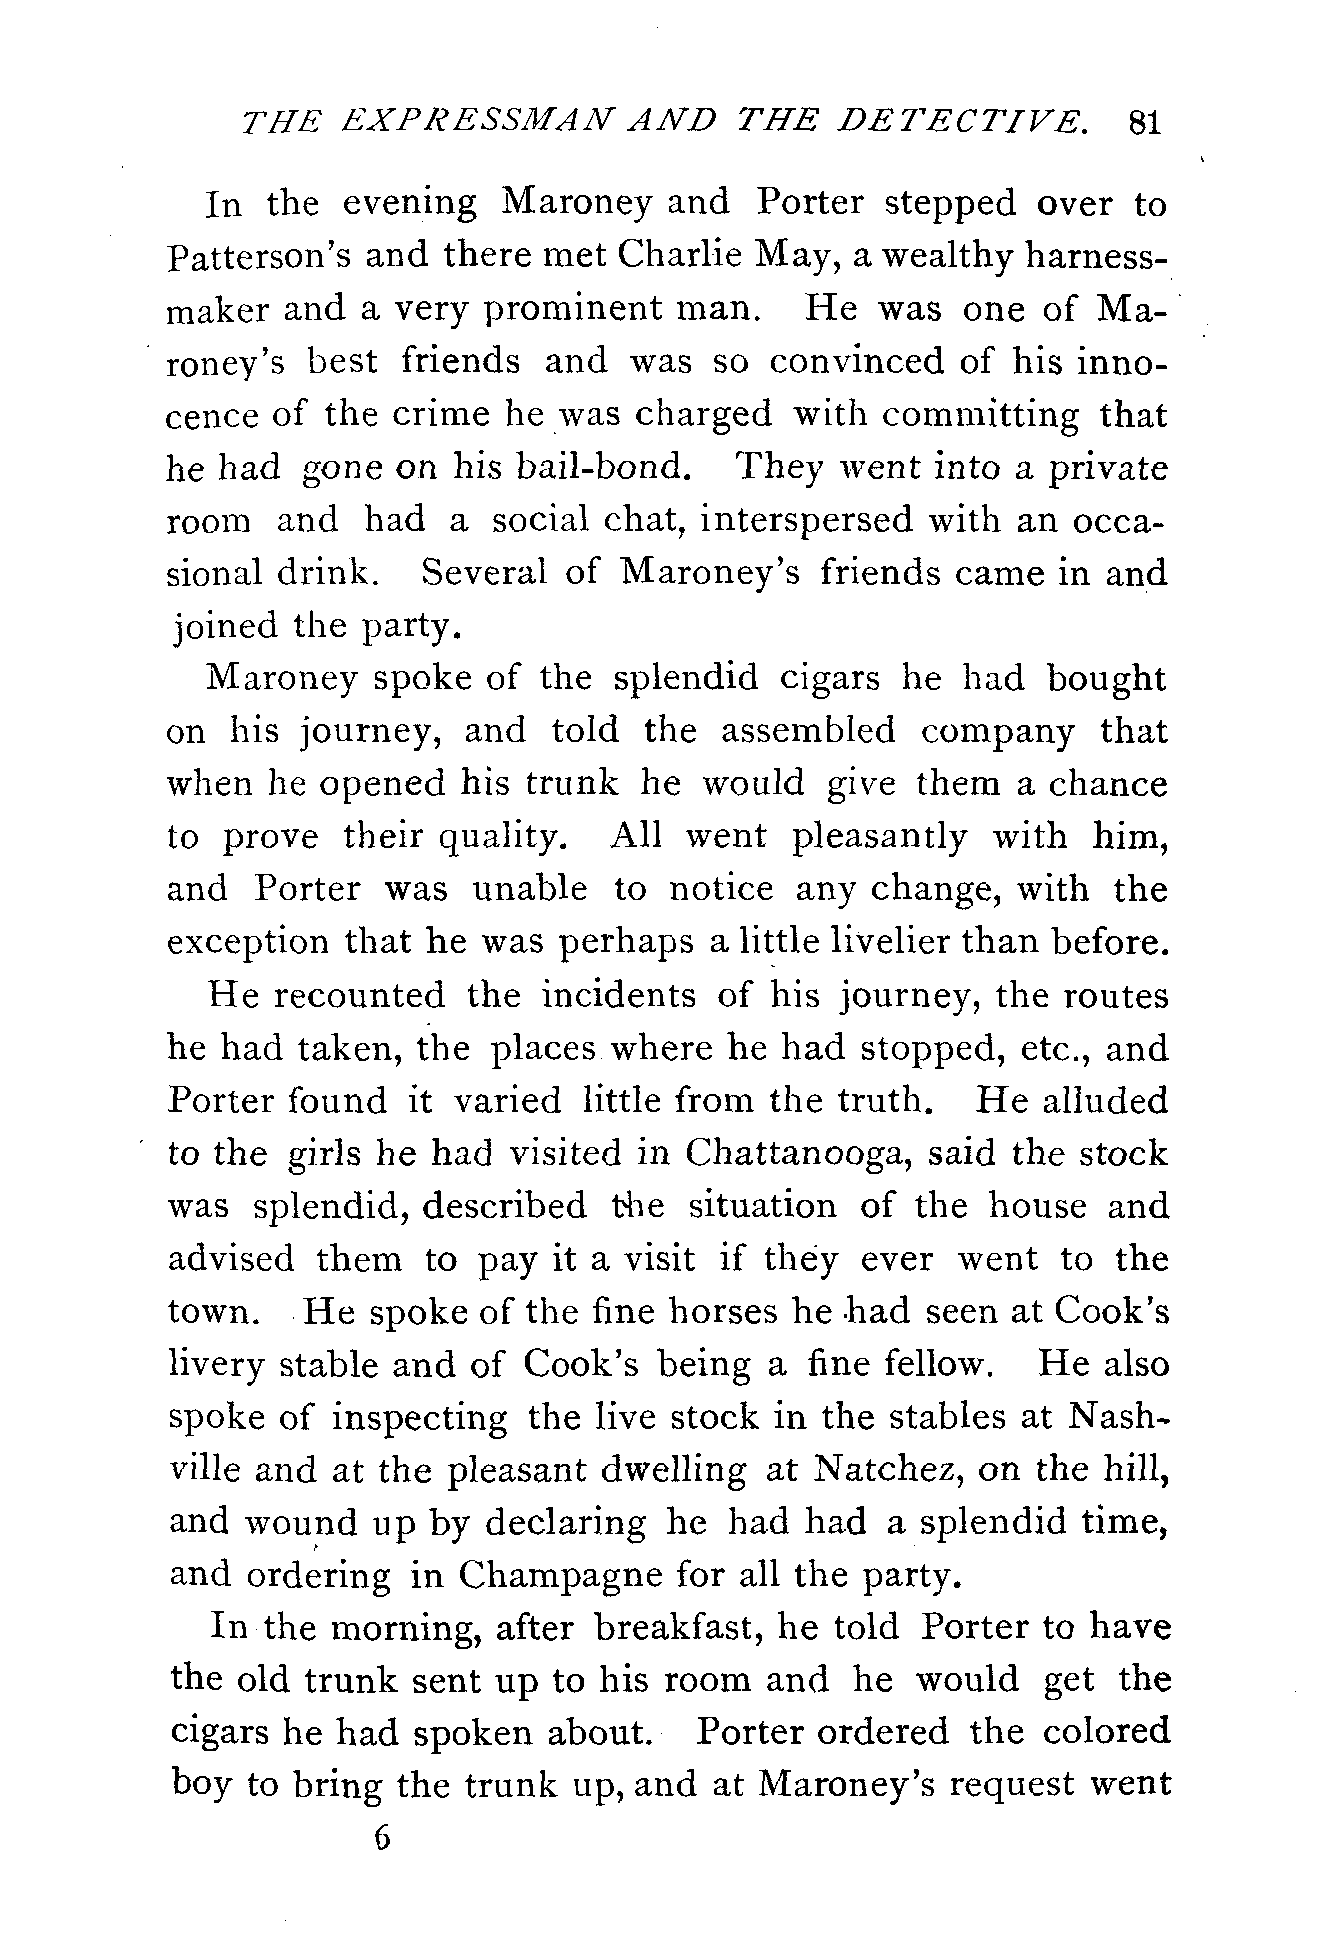 THE EXPRESSMAN AND THE DETECTIVE. 81
In the evening Maroney and Porter stepped over to
Patterson's and there met Charlie May, a wealthy harness-
maker and a very prominent man. He was one of Ma-
roney's best friends and was so convinced of his inno-
cence of the crime he was charged with committing that
he had gone on his bail-bond. They went into a private
room and had a social chat, interspersed with an occa-
sional drink. Several of Maroney's friends came in and
joined the party.
Maroney spoke of the splendid cigars he had bought
on his journey, and told the assembled company that
when he opened his trunk he would give them a chance
to prove their quality. All went pleasantly with him,
and Porter was unable to notice any change, with the
exception that he was perhaps a little livelier than before.
He recounted the incidents of his journey, the routes
he had taken, the places where he had stopped, etc., and
Porter found it varied little from the truth. He alluded
to the girls he had visited in Chattanooga, said the stock
was splendid, described the situation of the house and
advised them to pay it a visit if they ever went to the
town. He spoke of the fine horses he had seen at Cook's
livery stable and of Cook's being a fine fellow. He also
spoke of inspecting the live stock in the stables at Nash-
ville and at the pleasant dwelling at Natchez, on the hill,
and wound up by declaring he had had a splendid time,
and ordering in Champagne for all the party.
In the morning, after breakfast, he told Porter to have
the old trunk sent up to his room and he would get the
cigars he had spoken about. Porter ordered the colored
boy to bring the trunk up, and at Maroney's request went
6